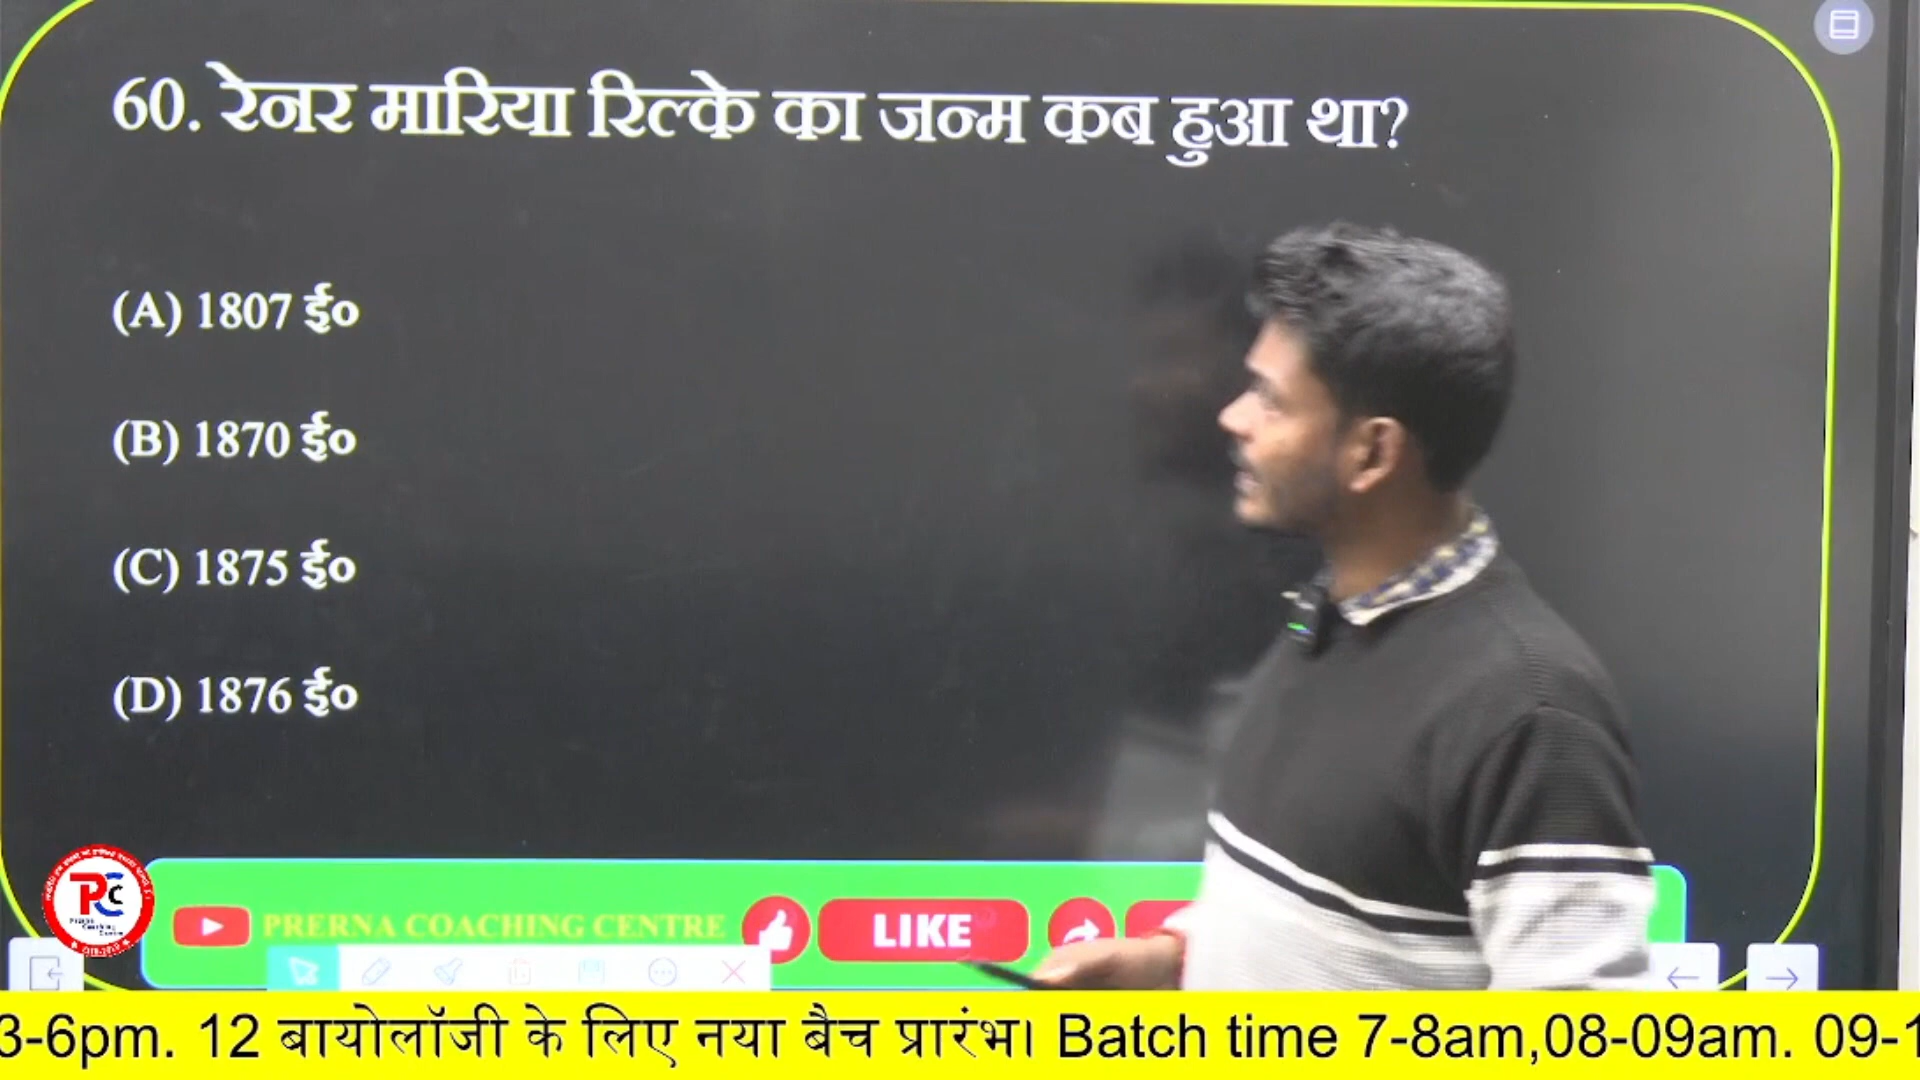 60. रेनर मारिया रिल्के का जन्म कब हुआ था?
(A) 1807 ई०
(B) 1870 ई०
(C) 1875 ई०
(D) 1876 ई०
PRERNA COACHING CENTRE
LIKE
3-6pm. 12 बायोलॉजी के लिए नया बैच प्रारंभ। Batch time 7-8am,08-09am. 09-1